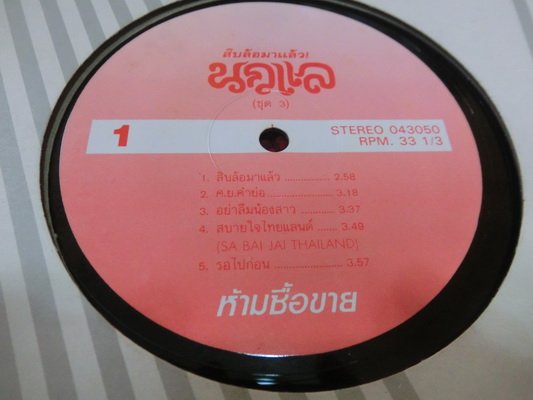 สิบล้อมาแล้ว!
นกแล
(ชุด 3)
1
STEREO 043050
RPM. 33 1/3
1. สิบล้อมาแล้ว ................ 2.58
2. ค.ย.คำย่อ .................... 3.18
3. อย่าลืมน้องสาว ............ 3.37
4. สบายใจไทยแลนด์ ...... 3.49
(SA BAI JAI THAILAND)
5. รอไปก่อน ..................... 3.57
ห้ามซื้อขาย